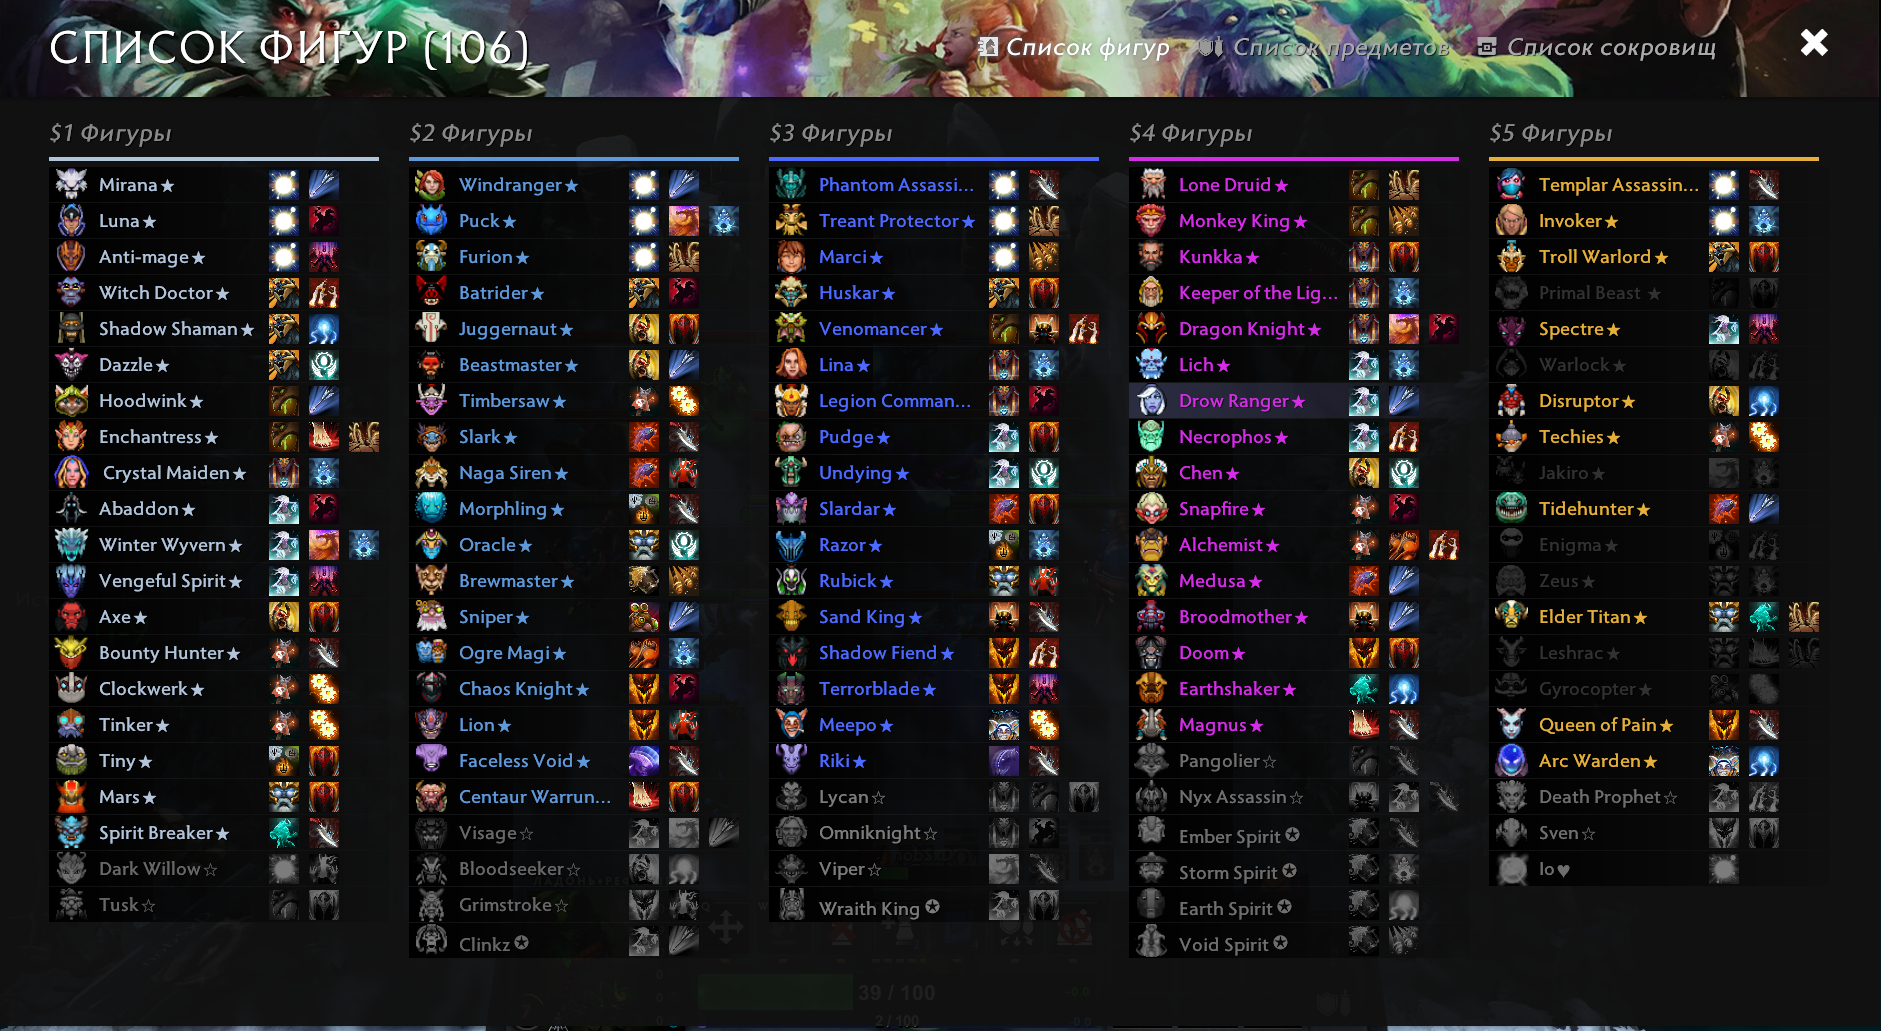 СПИСОК ФИГУР (106)
Список фигур
Список предметов
Список сокровищ
$1 Фигуры
Mirana★
Luna★
Anti-mage★
Witch Doctor★
Shadow Shaman★
Dazzle★
Hoodwink★
Enchantress★
Crystal Maiden★
Abaddon★
Winter Wyvern★
Vengeful Spirit★
Axe★
Bounty Hunter★
Clockwerk★
Tinker★
Tiny★
Mars★
Spirit Breaker★
Dark Willow☆
Tusk☆
$2 Фигуры
Windranger★
Puck★
Furion★
Batrider★
Juggernaut★
Beastmaster★
Timbersaw★
Slark★
Naga Siren★
Morphling★
Oracle★
Brewmaster★
Sniper★
Ogre Magi★
Chaos Knight★
Lion★
Faceless Void★
Centaur Warrun...
Visage☆
Bloodseeker☆
Grimstroke☆
Clinkz✪
$3 Фигуры
Phantom Assassi...
Treant Protector★
Marci★
Huskar★
Venomancer★
Lina★
Legion Comman...
Pudge★
Undying★
Slardar★
Razor★
Rubick★
Sand King★
Shadow Fiend★
Terrorblade★
Meepo★
Riki★
Lycan☆
Omniknight☆
Viper☆
Wraith King✪
$4 Фигуры
Lone Druid★
Monkey King★
Kunkka★
Keeper of the Lig...
Dragon Knight★
Lich★
Drow Ranger★
Necrophos★
Chen★
Snapfire★
Alchemist★
Medusa★
Broodmother★
Doom★
Earthshaker★
Magnus★
Pangolier☆
Nyx Assassin☆
Ember Spirit✪
Storm Spirit✪
Earth Spirit✪
Void Spirit✪
$5 Фигуры
Templar Assassin...
Invoker★
Troll Warlord★
Primal Beast★
Spectre★
Warlock★
Disruptor★
Techies★
Jakiro★
Tidehunter★
Enigma★
Zeus★
Elder Titan★
Leshrac★
Gyrocopter★
Queen of Pain★
Arc Warden★
Death Prophet☆
Sven☆
Io♥
39 / 100
2 / 100